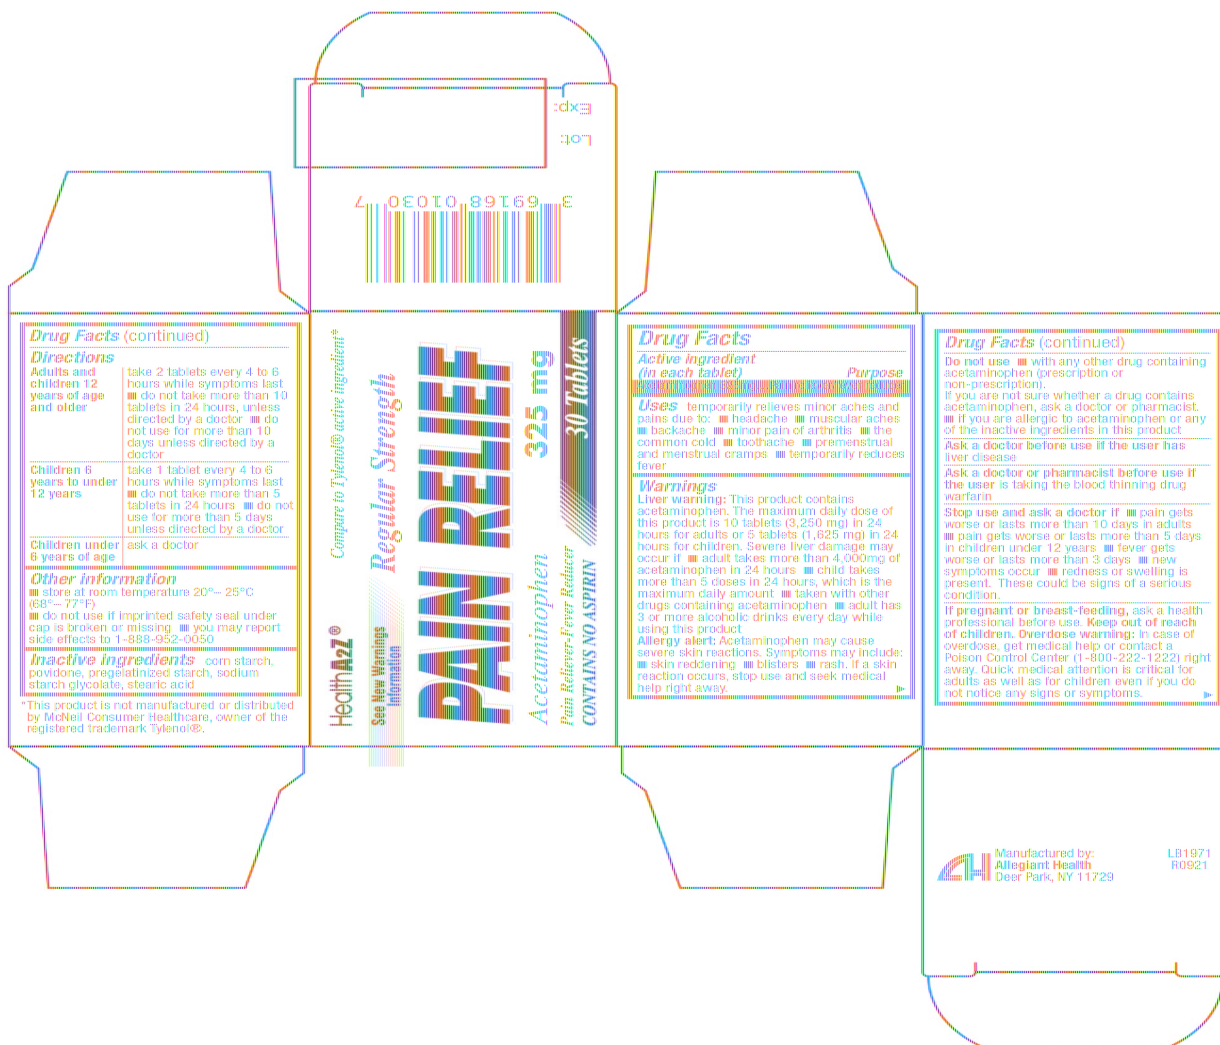 Exp:
Lot:
3 69168 01030 7
Drug Facts (continued)
Directions
Adults and children 12 years of age and older
take 2 tablets every 4 to 6
hours while symptoms last
do not take more than 10
tablets in 24 hours, unless
directed by a doctor do
not use for more than 10
days unless directed by a
doctor
Children 6 years to under 12 years
take 1 tablet every 4 to 6
hours while symptoms last
do not take more than 5
tablets in 24 hours do not
use for more than 5 days
unless directed by a doctor
Children under 6 years of age
ask a doctor
Other information
store at room temperature 20°– 25°C
(68°– 77°F)
do not use if imprinted safety seal under
cap is broken or missing you may report
side effects to 1-888-952-0050
Inactive ingredients corn starch,
povidone, pregelatinized starch, sodium
starch glycolate, stearic acid
*This product is not manufactured or distributed
by McNeil Consumer Healthcare, owner of the
registered trademark Tylenol®.
HealthA2Z®
Compare to Tylenol® active ingredient*
See New Warnings
Information
Regular Strength
PAIN RELIEF
Acetaminophen
325 mg
Pain Reliever-Fever Reducer
CONTAINS NO ASPIRIN
30 Tablets
Drug Facts
Active ingredient
(in each tablet) Purpose
Uses temporarily relieves minor aches and
pains due to: headache muscular aches
backache minor pain of arthritis the
common cold toothache premenstrual
and menstrual cramps temporarily reduces
fever
Warnings
Liver warning: This product contains
acetaminophen. The maximum daily dose of
this product is 10 tablets (3,250 mg) in 24
hours for adults or 5 tablets (1,625 mg) in 24
hours for children. Severe liver damage may
occur if adult takes more than 4,000mg of
acetaminophen in 24 hours child takes
more than 5 doses in 24 hours, which is the
maximum daily amount taken with other
drugs containing acetaminophen adult has
3 or more alcoholic drinks every day while
using this product
Allergy alert: Acetaminophen may cause
severe skin reactions. Symptoms may include:
skin reddening blisters rash. If a skin
reaction occurs, stop use and seek medical
help right away.
Drug Facts (continued)
Do not use with any other drug containing
acetaminophen (prescription or
non-prescription).
If you are not sure whether a drug contains
acetaminophen, ask a doctor or pharmacist.
if you are allergic to acetaminophen or any
of the inactive ingredients in this product
Ask a doctor before use if the user has
liver disease
Ask a doctor or pharmacist before use if
the user is taking the blood thinning drug
warfarin
Stop use and ask a doctor if pain gets
worse or lasts more than 10 days in adults
pain gets worse or lasts more than 5 days
in children under 12 years fever gets
worse or lasts more than 3 days new
symptoms occur redness or swelling is
present. These could be signs of a serious
condition.
If pregnant or breast-feeding, ask a health
professional before use. Keep out of reach
of children. Overdose warning: In case of
overdose, get medical help or contact a
Poison Control Center (1-800-222-1222) right
away. Quick medical attention is critical for
adults as well as for children even if you do
not notice any signs or symptoms.
AH
Manufactured by: LB1971
Allegiant Health R0921
Deer Park, NY 11729